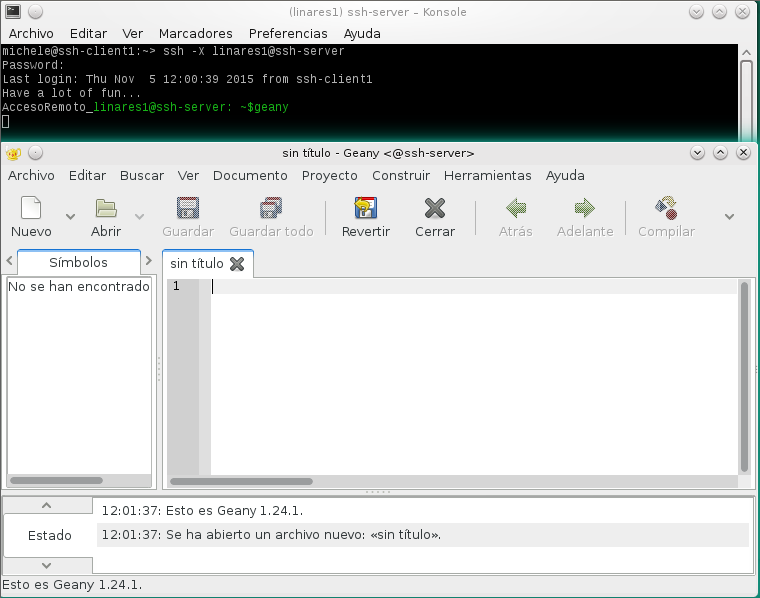 (linares1) ssh-server – Konsole
Archivo Editar Ver Marcadores Preferencias Ayuda
michele@ssh-client1:~> ssh -X linares1@ssh-server
Password:
Last login: Thu Nov  5 12:00:39 2015 from ssh-client1
Have a lot of fun...
AccesoRemoto_linares1@ssh-server: ~$geany
sin título - Geany <@ssh-server>
Archivo Editar Buscar Ver Documento Proyecto Construir Herramientas Ayuda
Nuevo Abrir Guardar Guardar todo Revertir Cerrar Atrás Adelante Compilar
Símbolos sin título
No se han encontrado
1
12:01:37: Esto es Geany 1.24.1.
Estado
12:01:37: Se ha abierto un archivo nuevo: «sin título».
Esto es Geany 1.24.1.